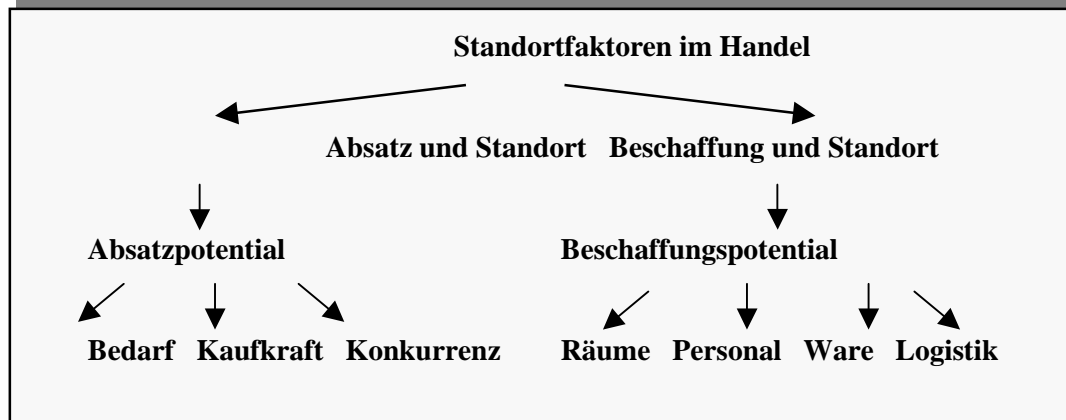 Standortfaktoren im Handel
Absatz und Standort Beschaffung und Standort
Absatzpotential Beschaffungspotential
Bedarf Kaufkraft Konkurrenz Räume Personal Ware Logistik